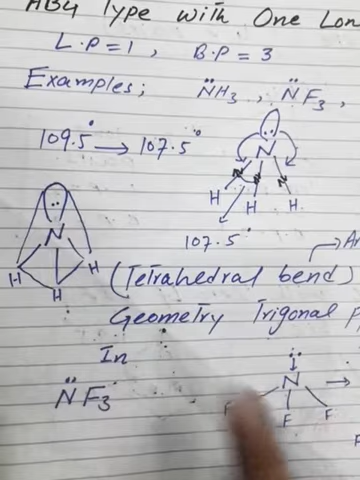 AB4 Type with One Lon
L.P=1, B.P=3
Examples; N̈H3, N̈F3,
109.5° → 107.5°
N
H H H
107.5°
N
H H H
(Tetrahedral bend)
Geometry Trigonal
In
N̈F3
N →
F F